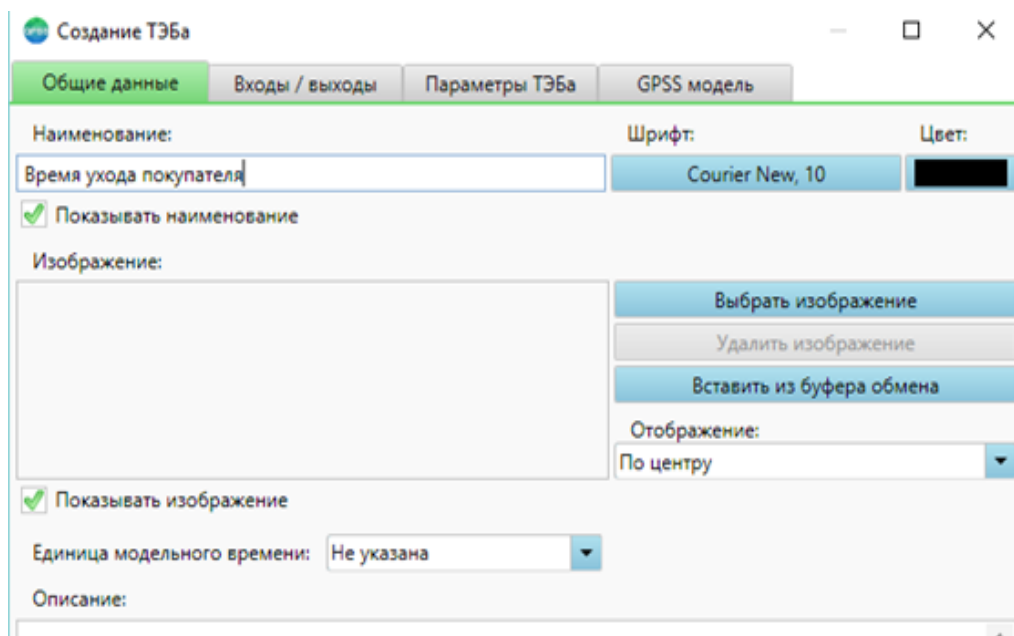 Создание ТЭБа
Общие данные Входы / выходы Параметры ТЭБа GPSS модель
Наименование: Шрифт: Цвет:
Время ухода покупателя Courier New, 10
Показывать наименование
Изображение:
Выбрать изображение
Удалить изображение
Вставить из буфера обмена
Отображение:
По центру
Показывать изображение
Единица модельного времени: Не указана
Описание: